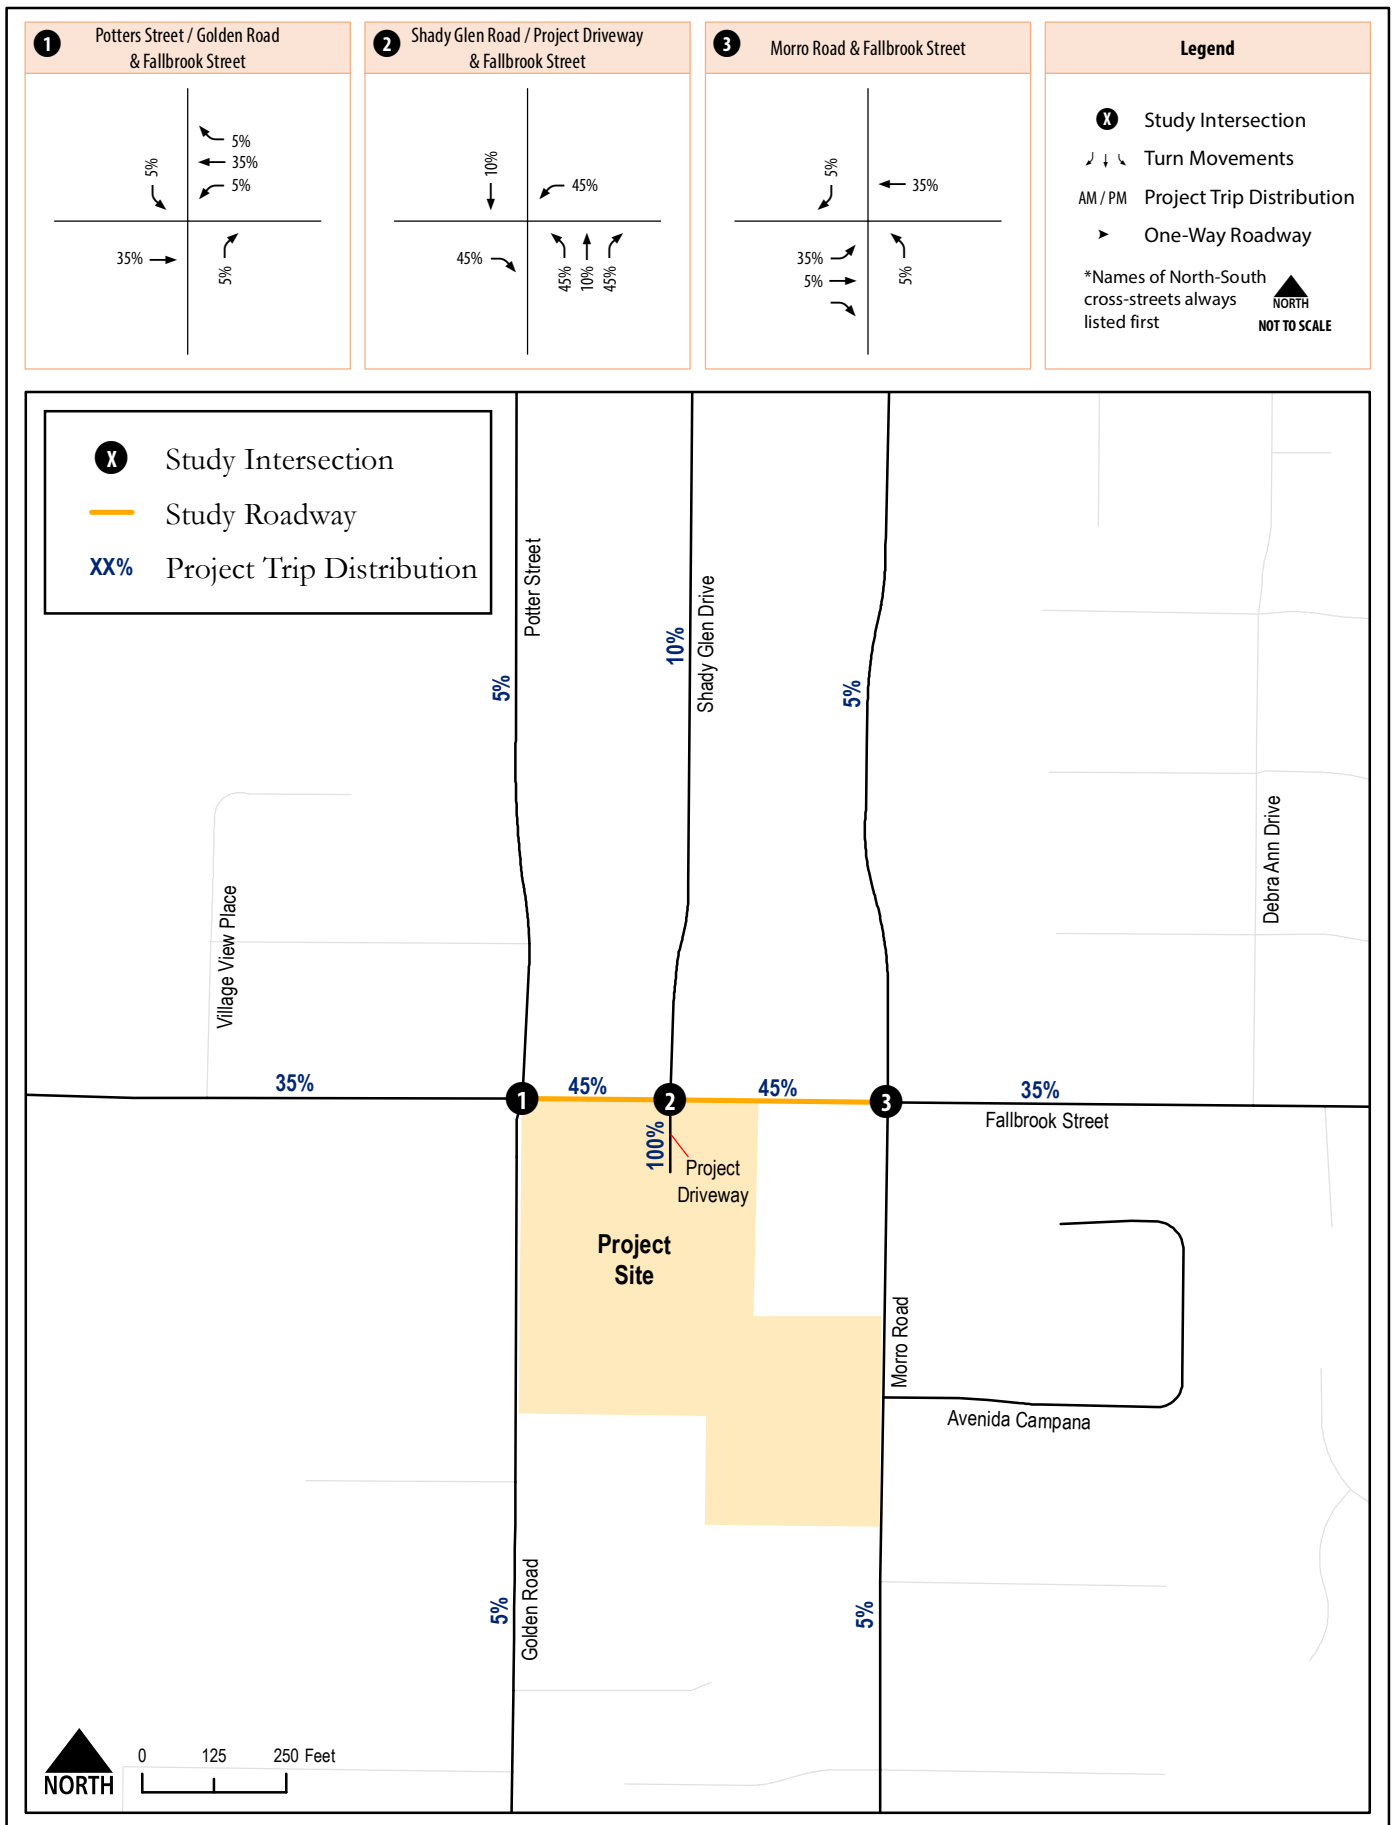 1
Potters Street / Golden Road
& Fallbrook Street
5%
35%
5%
5%
35%
5%
2
Shady Glen Road / Project Driveway
& Fallbrook Street
10%
45%
45%
45%
10%
45%
3
Morro Road & Fallbrook Street
5%
35%
35%
5%
5%
Legend
X Study Intersection
Turn Movements
AM / PM Project Trip Distribution
One-Way Roadway
*Names of North-South
cross-streets always
listed first
NORTH
NOT TO SCALE
X Study Intersection
Study Roadway
XX% Project Trip Distribution
Potter Street
5%
10%
Shady Glen Drive
5%
Debra Ann Drive
Village View Place
35%
1
45%
2
45%
3
35%
Fallbrook Street
100%
Project
Driveway
Project
Site
Morro Road
Avenida Campana
5%
Golden Road
5%
NORTH
0 125 250 Feet